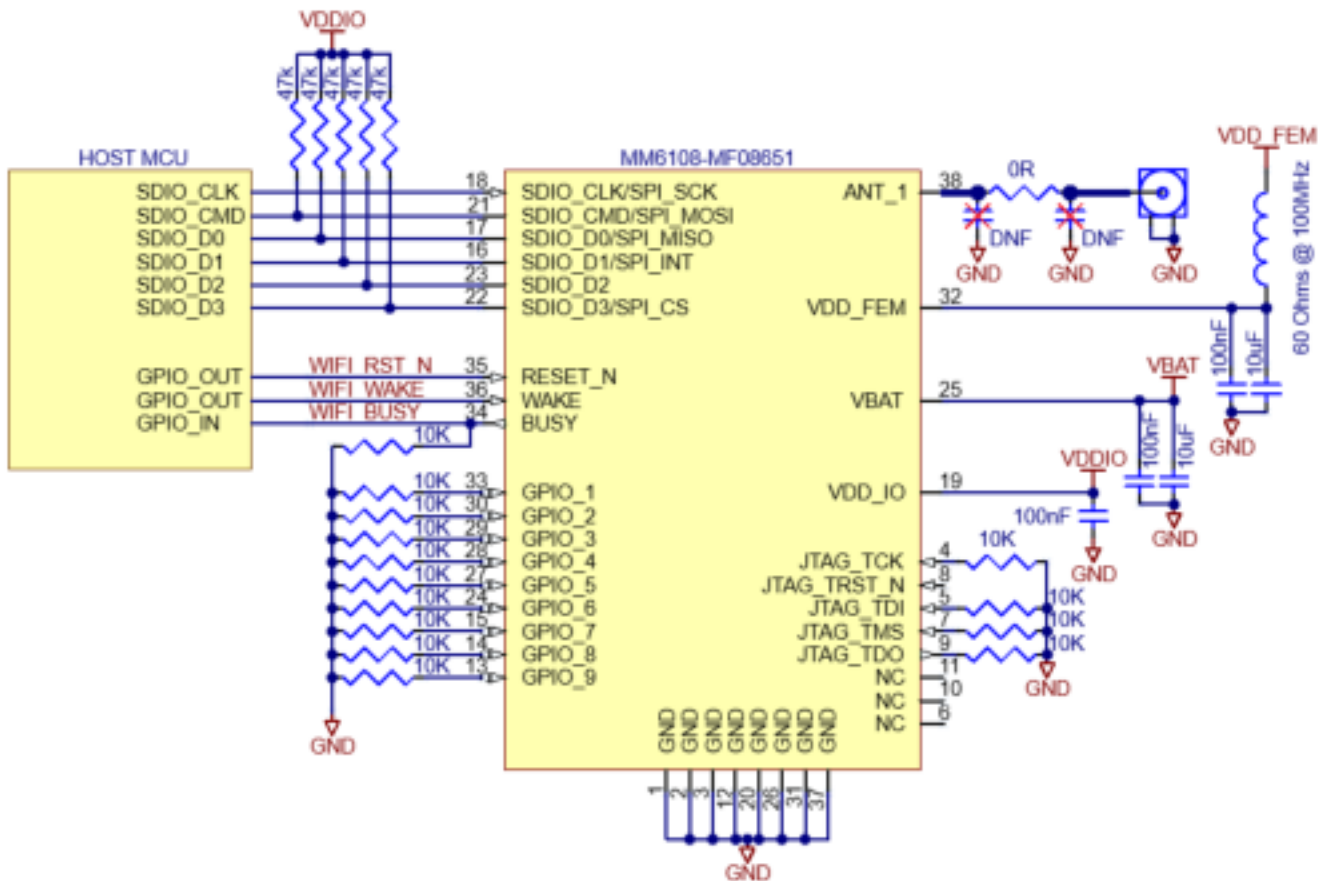 VDDIO
47k 47k 47k 47k 47k
HOST MCU
SDIO_CLK
SDIO_CMD
SDIO_D0
SDIO_D1
SDIO_D2
SDIO_D3
GPIO_OUT
GPIO_OUT
GPIO_IN
WIFI_RST_N
WIFI_WAKE
WIFI_BUSY
MM6108-MF08651
18 SDIO_CLK/SPI_SCK
21 SDIO_CMD/SPI_MOSI
17 SDIO_D0/SPI_MISO
16 SDIO_D1/SPI_INT
23 SDIO_D2
22 SDIO_D3/SPI_CS
35 RESET_N
36 WAKE
34 BUSY
10K
10K 33 GPIO_1
10K 30 GPIO_2
10K 29 GPIO_3
10K 28 GPIO_4
10K 27 GPIO_5
10K 24 GPIO_6
10K 15 GPIO_7
10K 14 GPIO_8
10K 13 GPIO_9
GND
ANT_1 38
0R
DNF
DNF
GND
GND
GND
VDD_FEM
60 Ohms @ 100MHz
VDD_FEM 32
100nF
10uF
GND
VBAT
VBAT 25
100nF
10uF
GND
VDDIO
VDD_IO 19
100nF
GND
JTAG_TCK 4 10K
JTAG_TRST_N 8
JTAG_TDI 5 10K
JTAG_TMS 7 10K
JTAG_TDO 9 10K
GND
NC 11
NC 10
NC 6
GND GND GND GND GND GND GND GND
1 2 3 12 20 26 31 37
GND